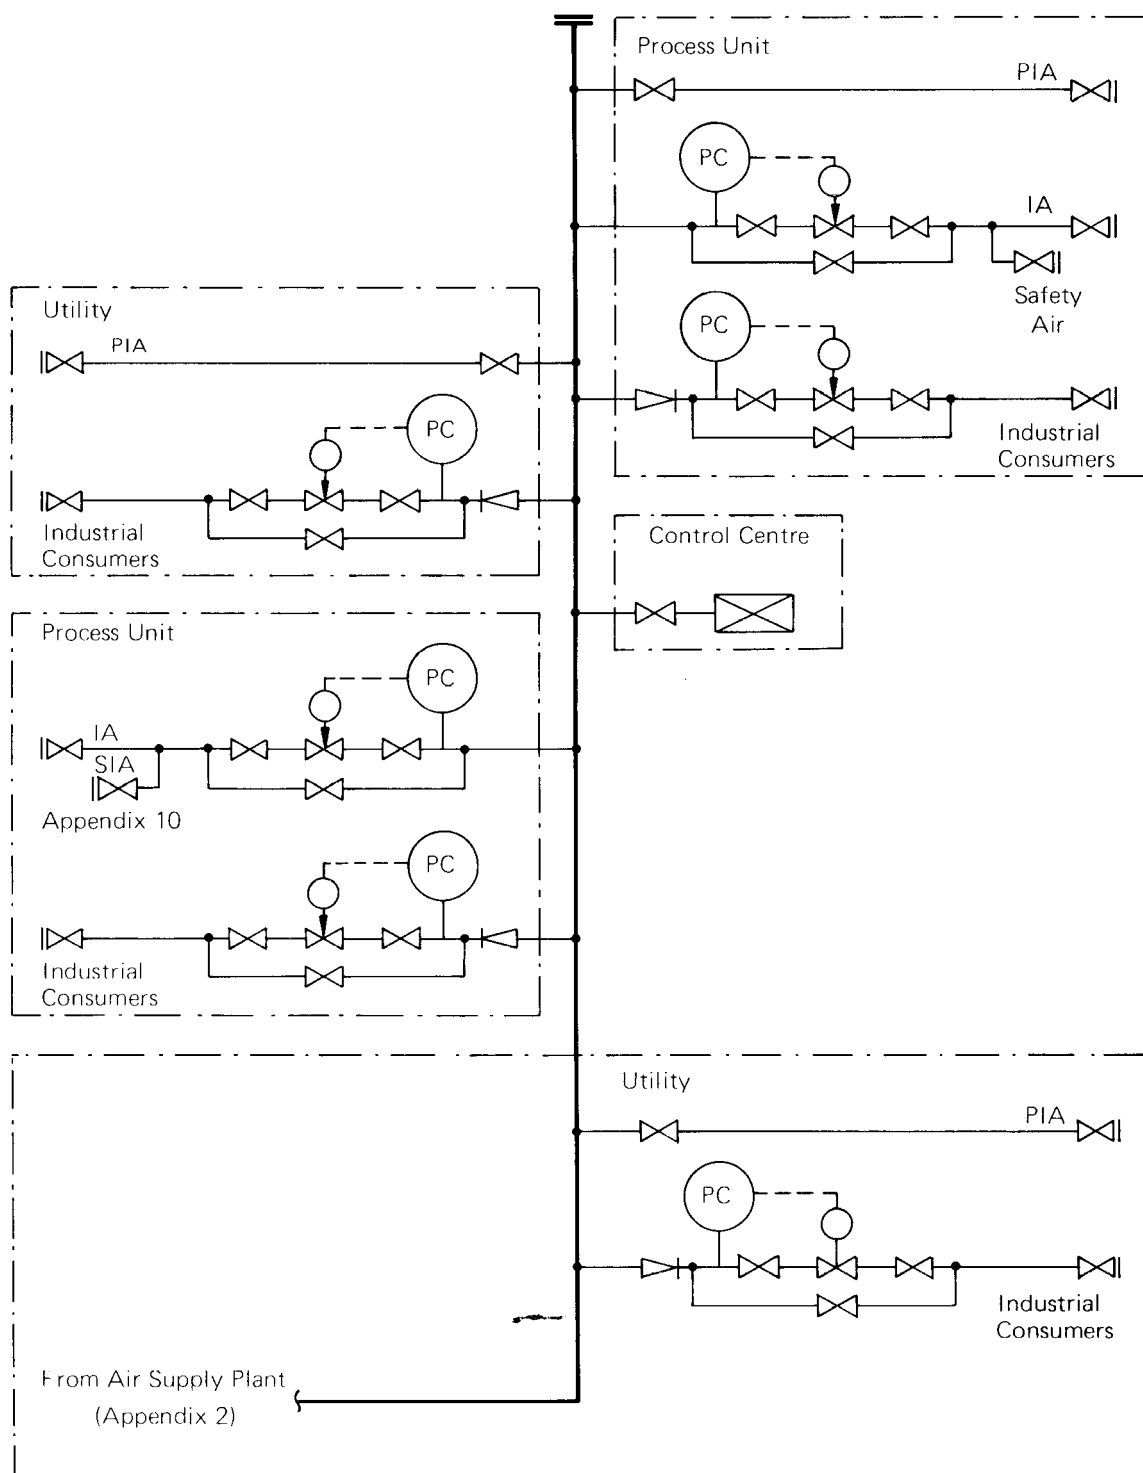 Process Unit
PIA
PC
IA
Safety
Air
PC
Industrial
Consumers
Utility
PIA
PC
Industrial
Consumers
Control Centre
Process Unit
PC
IA
SIA
Appendix 10
PC
Industrial
Consumers
Utility
PIA
PC
Industrial
Consumers
From Air Supply Plant
(Appendix 2)